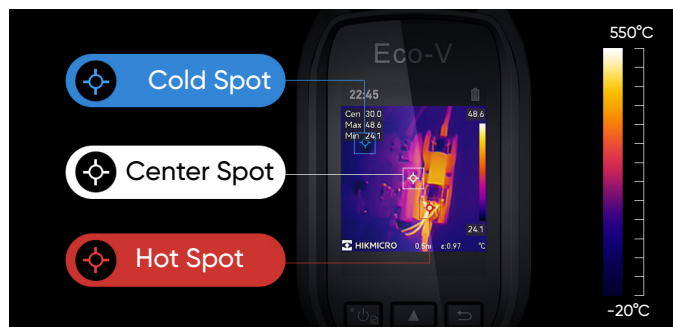 Eco-V
550°C
Cold Spot
22:45
Cen 30.0
Max 48.6
Min 24.1
48.6
Center Spot
24.1
Hot Spot
HIKMICRO 0.5m ε:0.97 °C
-20°C